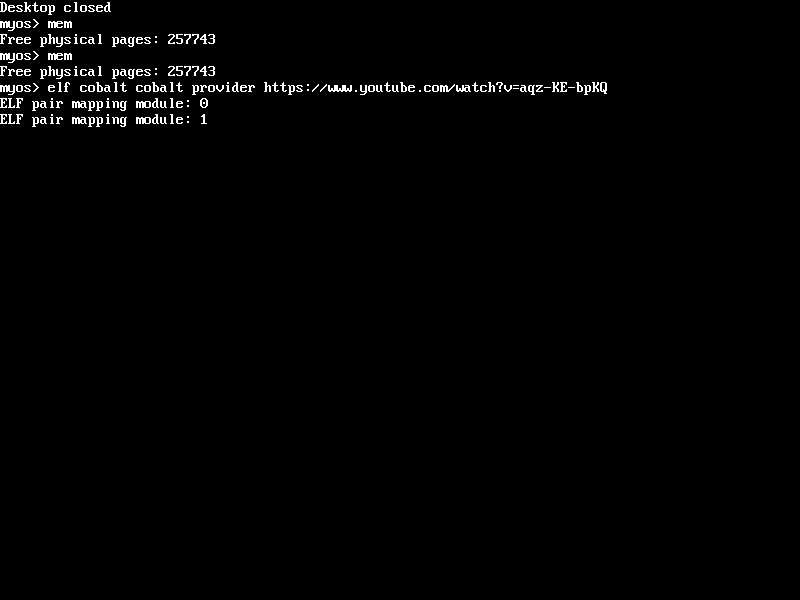 Desktop closed
myos> mem
Free physical pages: 257743
myos> mem
Free physical pages: 257743
myos> elf cobalt cobalt provider https://www.youtube.com/watch?v=aqz-KE-bpKQ
ELF pair mapping module: 0
ELF pair mapping module: 1